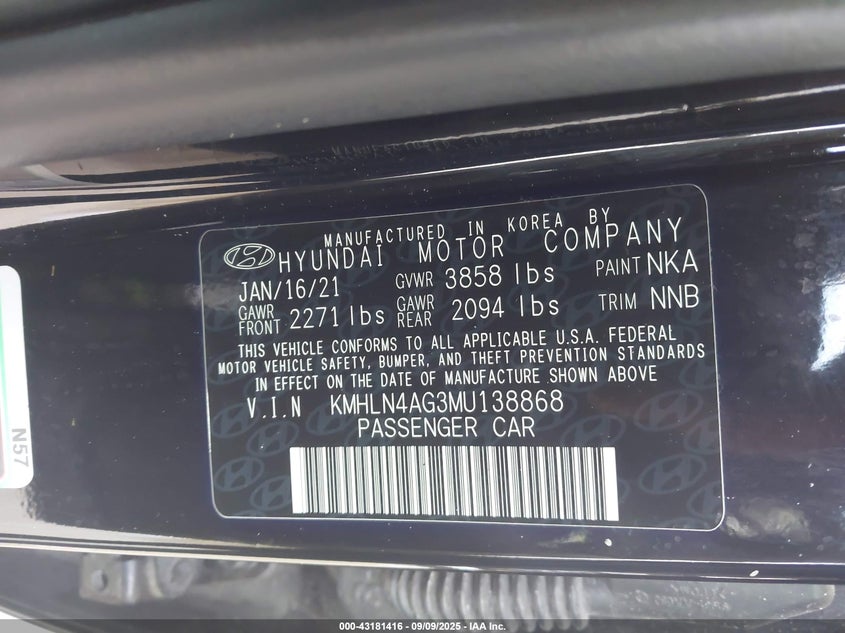 MANUFACTURED IN KOREA BY
HYUNDAI MOTOR COMPANY
JAN/16/21 GVWR 3858 lbs PAINT NKA
GAWR FRONT 2271 lbs GAWR REAR 2094 lbs TRIM NNB
THIS VEHICLE CONFORMS TO ALL APPLICABLE U.S.A. FEDERAL
MOTOR VEHICLE SAFETY, BUMPER, AND THEFT PREVENTION STANDARDS
IN EFFECT ON THE DATE OF MANUFACTURE SHOWN ABOVE
V.I.N KMHLN4AG3MU138868
PASSENGER CAR
N57
000-43181416 - 09/09/2025 - IAA Inc.